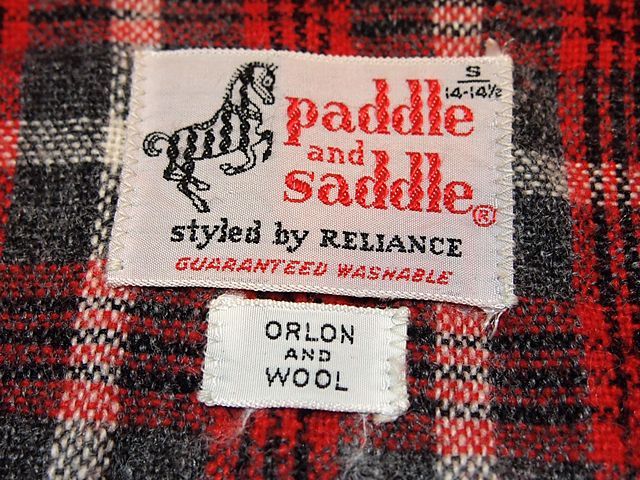 S
14-14½
paddle
and
saddle®
styled by RELIANCE
GUARANTEED WASHABLE
ORLON
AND
WOOL